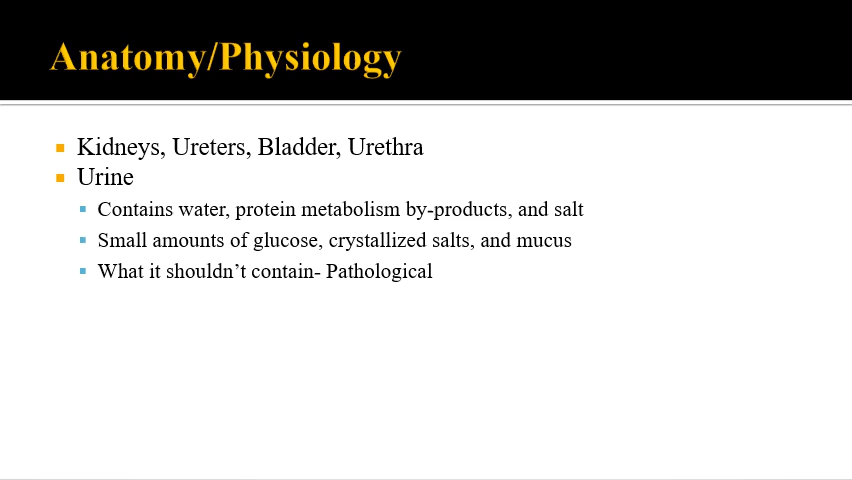 Anatomy/Physiology
Kidneys, Ureters, Bladder, Urethra
Urine
Contains water, protein metabolism by-products, and salt
Small amounts of glucose, crystallized salts, and mucus
What it shouldn’t contain- Pathological